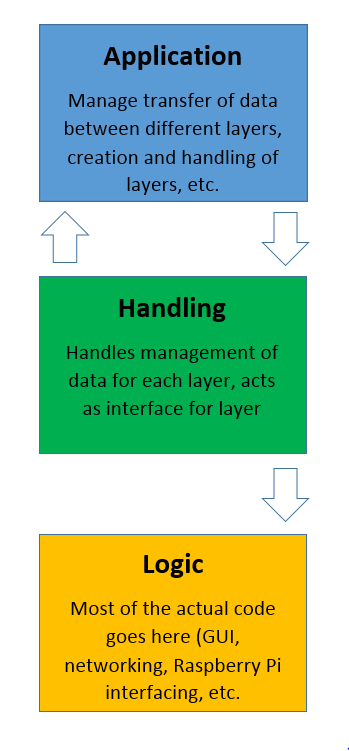 Application
Manage transfer of data
between different layers,
creation and handling of
layers, etc.
Handling
Handles management of
data for each layer, acts
as interface for layer
Logic
Most of the actual code
goes here (GUI,
networking, Raspberry Pi
interfacing, etc.